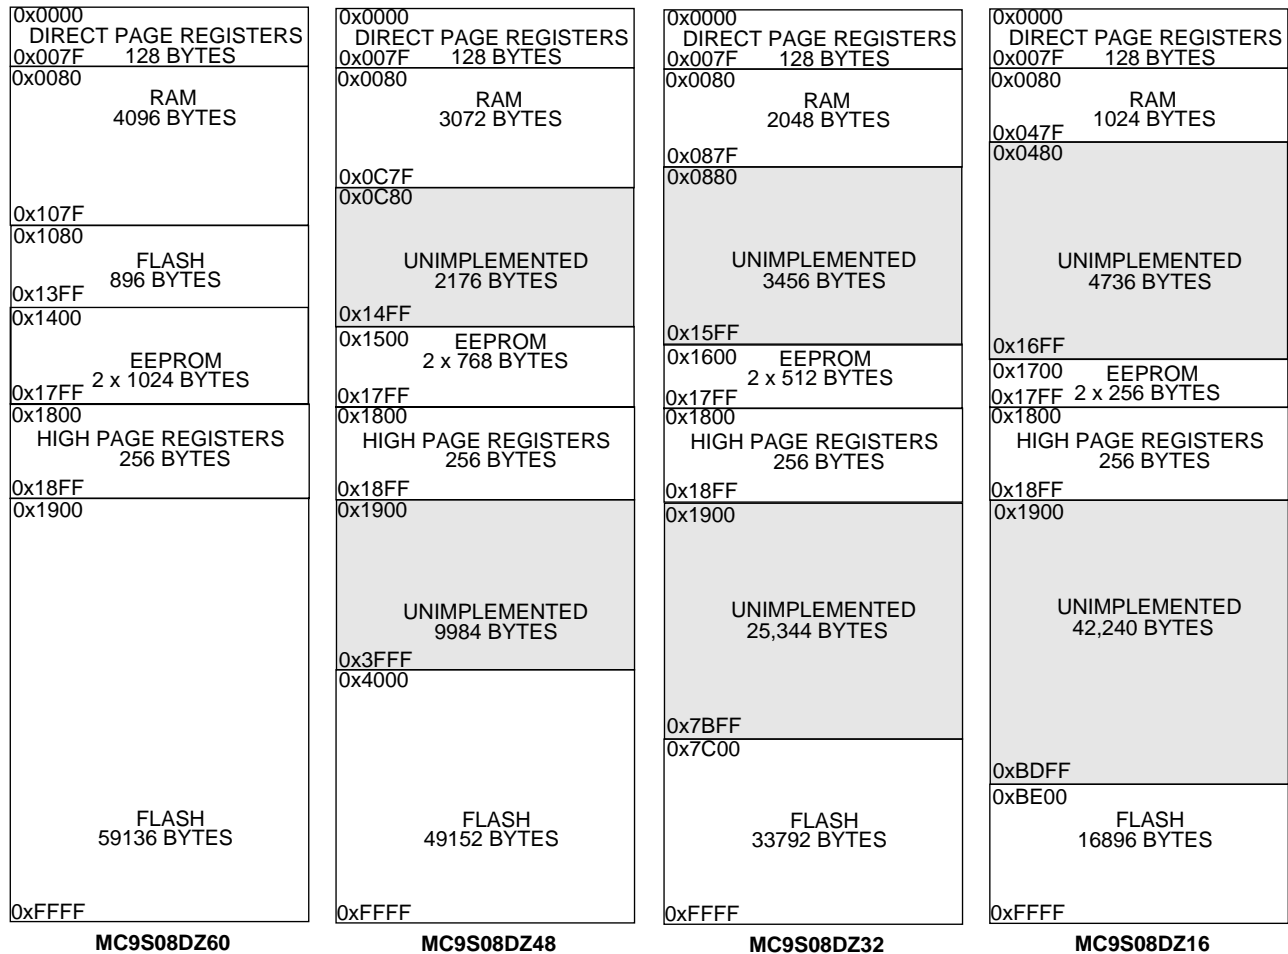 0x0000
DIRECT PAGE REGISTERS
0x007F 128 BYTES
0x0080
RAM
4096 BYTES
0x107F
0x1080
FLASH
896 BYTES
0x13FF
0x1400
EEPROM
2 x 1024 BYTES
0x17FF
0x1800
HIGH PAGE REGISTERS
256 BYTES
0x18FF
0x1900
FLASH
59136 BYTES
0xFFFF
MC9S08DZ60
0x0000
DIRECT PAGE REGISTERS
0x007F 128 BYTES
0x0080
RAM
3072 BYTES
0x0C7F
0x0C80
UNIMPLEMENTED
2176 BYTES
0x14FF
0x1500 EEPROM
2 x 768 BYTES
0x17FF
0x1800
HIGH PAGE REGISTERS
256 BYTES
0x18FF
0x1900
UNIMPLEMENTED
9984 BYTES
0x3FFF
0x4000
FLASH
49152 BYTES
0xFFFF
MC9S08DZ48
0x0000
DIRECT PAGE REGISTERS
0x007F 128 BYTES
0x0080
RAM
2048 BYTES
0x087F
0x0880
UNIMPLEMENTED
3456 BYTES
0x15FF
0x1600 EEPROM
2 x 512 BYTES
0x17FF
0x1800
HIGH PAGE REGISTERS
256 BYTES
0x18FF
0x1900
UNIMPLEMENTED
25,344 BYTES
0x7BFF
0x7C00
FLASH
33792 BYTES
0xFFFF
MC9S08DZ32
0x0000
DIRECT PAGE REGISTERS
0x007F 128 BYTES
0x0080
RAM
1024 BYTES
0x047F
0x0480
UNIMPLEMENTED
4736 BYTES
0x16FF
0x1700 EEPROM
0x17FF 2 x 256 BYTES
0x1800
HIGH PAGE REGISTERS
256 BYTES
0x18FF
0x1900
UNIMPLEMENTED
42,240 BYTES
0xBDFF
0xBE00
FLASH
16896 BYTES
0xFFFF
MC9S08DZ16